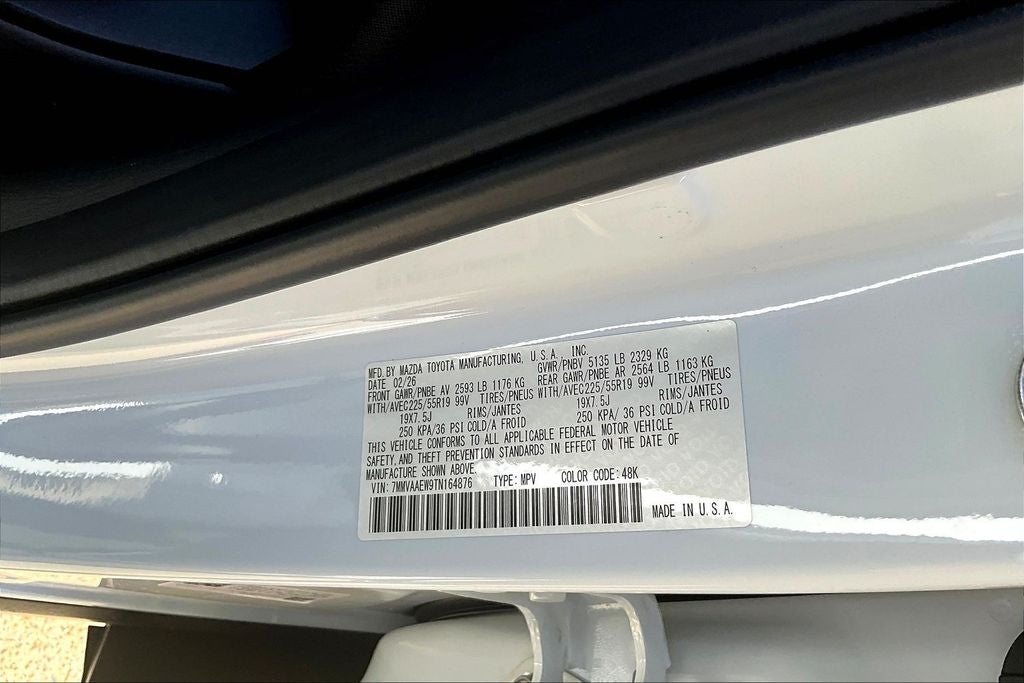 MFD. BY MAZDA TOYOTA MANUFACTURING, U.S.A., INC.
DATE 02/26 GVWR/PNBV 5135 LB 2329 KG
FRONT GAWR/PNBE AV 2593 LB 1176 KG REAR GAWR/PNBE AR 2564 LB 1163 KG
WITH/AVEC225/55R19 99V TIRES/PNEUS WITH/AVEC225/55R19 99V TIRES/PNEUS
19X7.5J RIMS/JANTES 19X7.5J RIMS/JANTES
250 KPA/36 PSI COLD/A FROID 250 KPA/ 36 PSI COLD/A FROID
THIS VEHICLE CONFORMS TO ALL APPLICABLE FEDERAL MOTOR VEHICLE
SAFETY, AND THEFT PREVENTION STANDARDS IN EFFECT ON THE DATE OF
MANUFACTURE SHOWN ABOVE.
VIN: 7MMVAAEW9TN164876 TYPE: MPV COLOR CODE: 48K
MADE IN U.S.A.